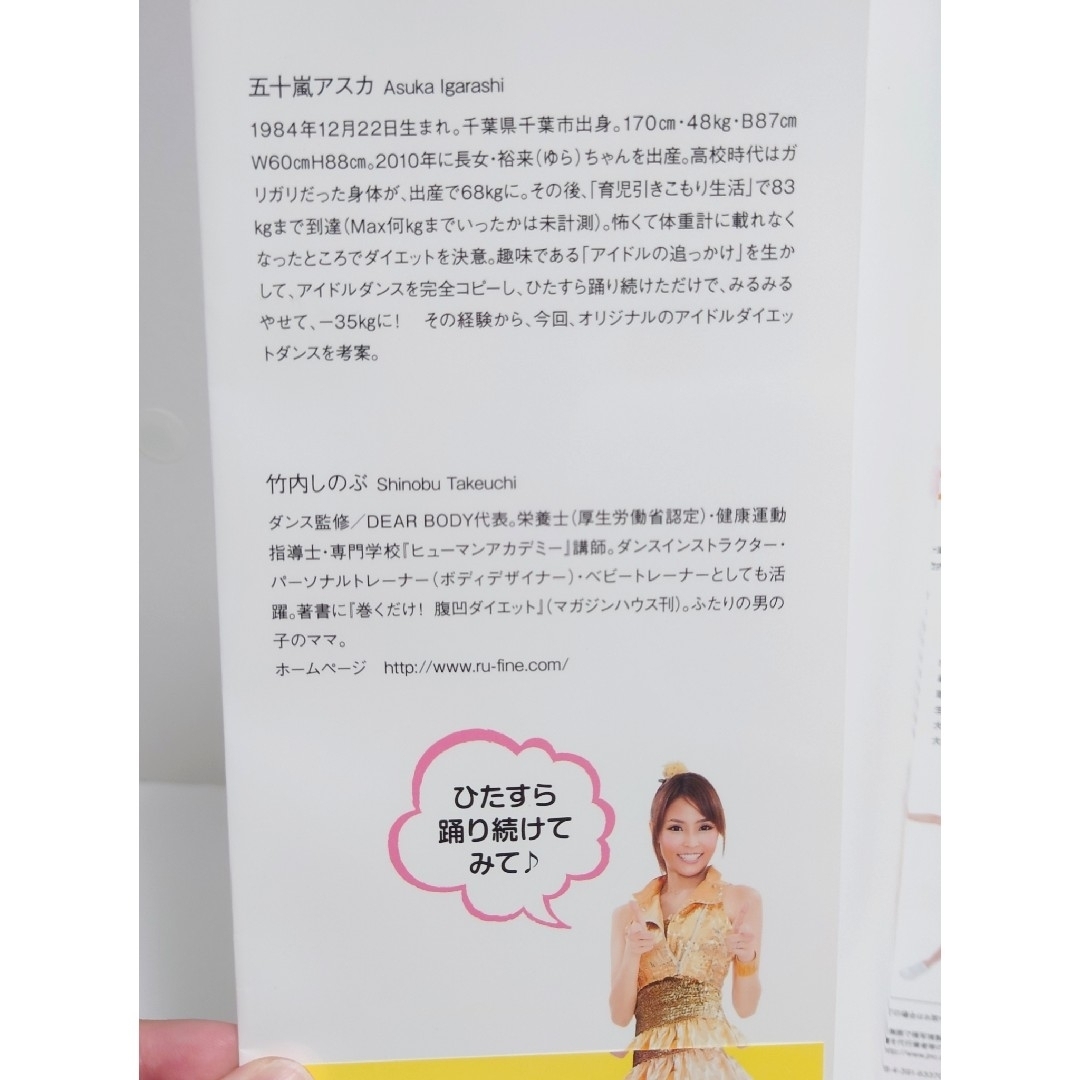 五十嵐アスカ Asuka Igarashi
1984年12月22日生まれ。千葉県千葉市出身。170㎝・48㎏・B87㎝
W60㎝H88㎝。2010年に長女・裕来（ゆら）ちゃんを出産。高校時代はガ
リガリだった身体が、出産で68㎏に。その後、「育児引きこもり生活」で83
㎏まで到達（Max何㎏までいったかは未計測）。怖くて体重計に載れなく
なったところでダイエットを決意。趣味である「アイドルの追っかけ」を生か
して、アイドルダンスを完全コピーし、ひたすら踊り続けただけで、みるみる
やせて、－35㎏に！　その経験から、今回、オリジナルのアイドルダイエッ
トダンスを考案。
竹内しのぶ Shinobu Takeuchi
ダンス監修／DEAR BODY代表。栄養士（厚生労働省認定）・健康運動
指導士・専門学校『ヒューマンアカデミー』講師。ダンスインストラクター・
パーソナルトレーナー（ボディデザイナー）・ベビートレーナーとしても活
躍。著書に『巻くだけ！ 腹凹ダイエット』（マガジンハウス刊）。ふたりの男の
子のママ。
ホームページ　http://www.ru-fine.com/
ひたすら
踊り続けて
みて♪